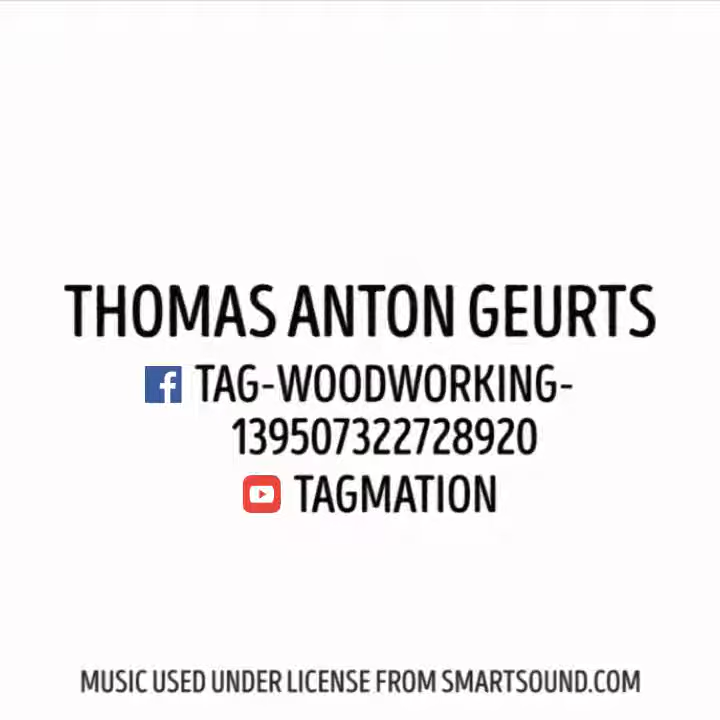 THOMAS ANTON GEURTS
TAG-WOODWORKING-
139507322728920
TAGMATION
MUSIC USED UNDER LICENSE FROM SMARTSOUND.COM